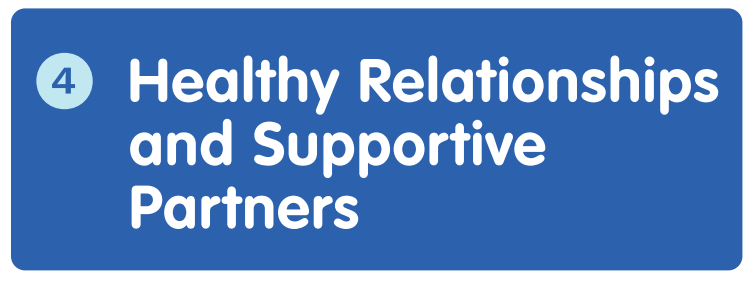 4 Healthy Relationships
and Supportive
Partners